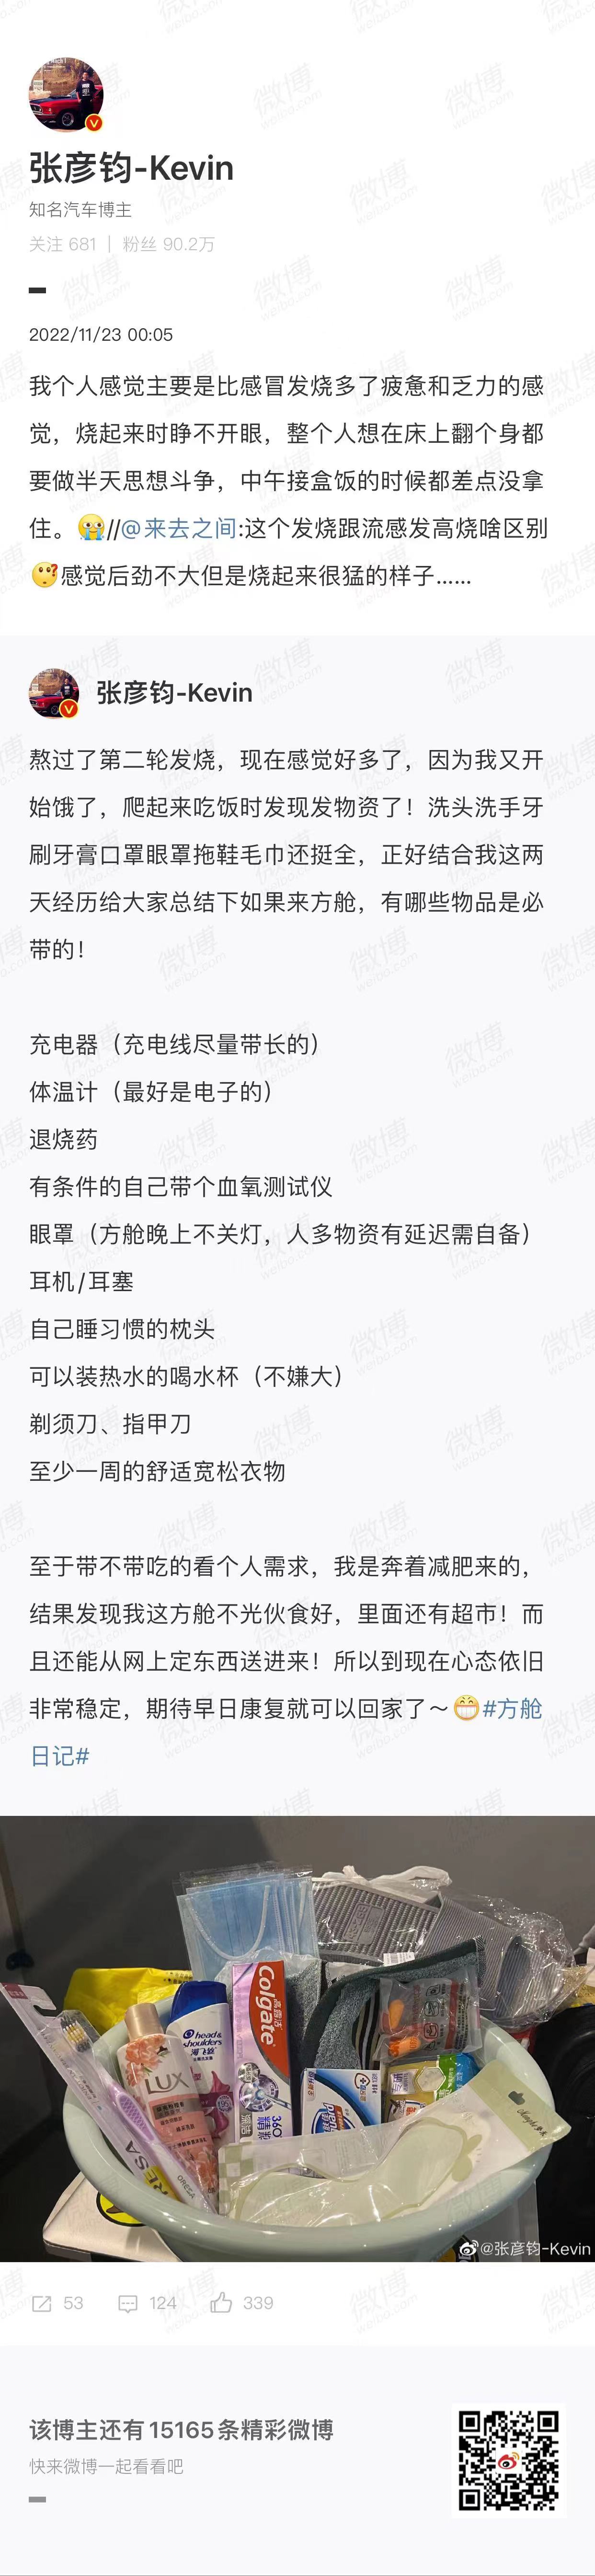 张彦钧-Kevin
知名汽车博主
关注 681 | 粉丝 90.2万
2022/11/23 00:05
我个人感觉主要是比感冒发烧多了疲惫和乏力的感
觉，烧起来时睁不开眼，整个人想在床上翻个身都
要做半天思想斗争，中午接盒饭的时候都差点没拿
住。😭//@来去之间:这个发烧跟流感发高烧啥区别
感觉后劲不大但是烧起来很猛的样子……
张彦钧-Kevin
熬过了第二轮发烧，现在感觉好多了，因为我又开
始饿了，爬起来吃饭时发现发物资了！洗头洗手牙
刷牙膏口罩眼罩拖鞋毛巾还挺全，正好结合我这两
天经历给大家总结下如果来方舱，有哪些物品是必
带的！
充电器（充电线尽量带长的）
体温计（最好是电子的）
退烧药
有条件的自己带个血氧测试仪
眼罩（方舱晚上不关灯，人多物资有延迟需自备）
耳机/耳塞
自己睡习惯的枕头
可以装热水的喝水杯（不嫌大）
剃须刀、指甲刀
至少一周的舒适宽松衣物
至于带不带吃的看个人需求，我是奔着减肥来的，
结果发现我这方舱不光伙食好，里面还有超市！而
且还能从网上定东西送进来！所以到现在心态依旧
非常稳定，期待早日康复就可以回家了～😁#方舱
日记#
Colgate
高露洁
head&
shoulders
海飞丝
LUX
360
@张彦钧-Kevin
53 124 339
该博主还有15165条精彩微博
快来微博一起看看吧
微博
weibo.com